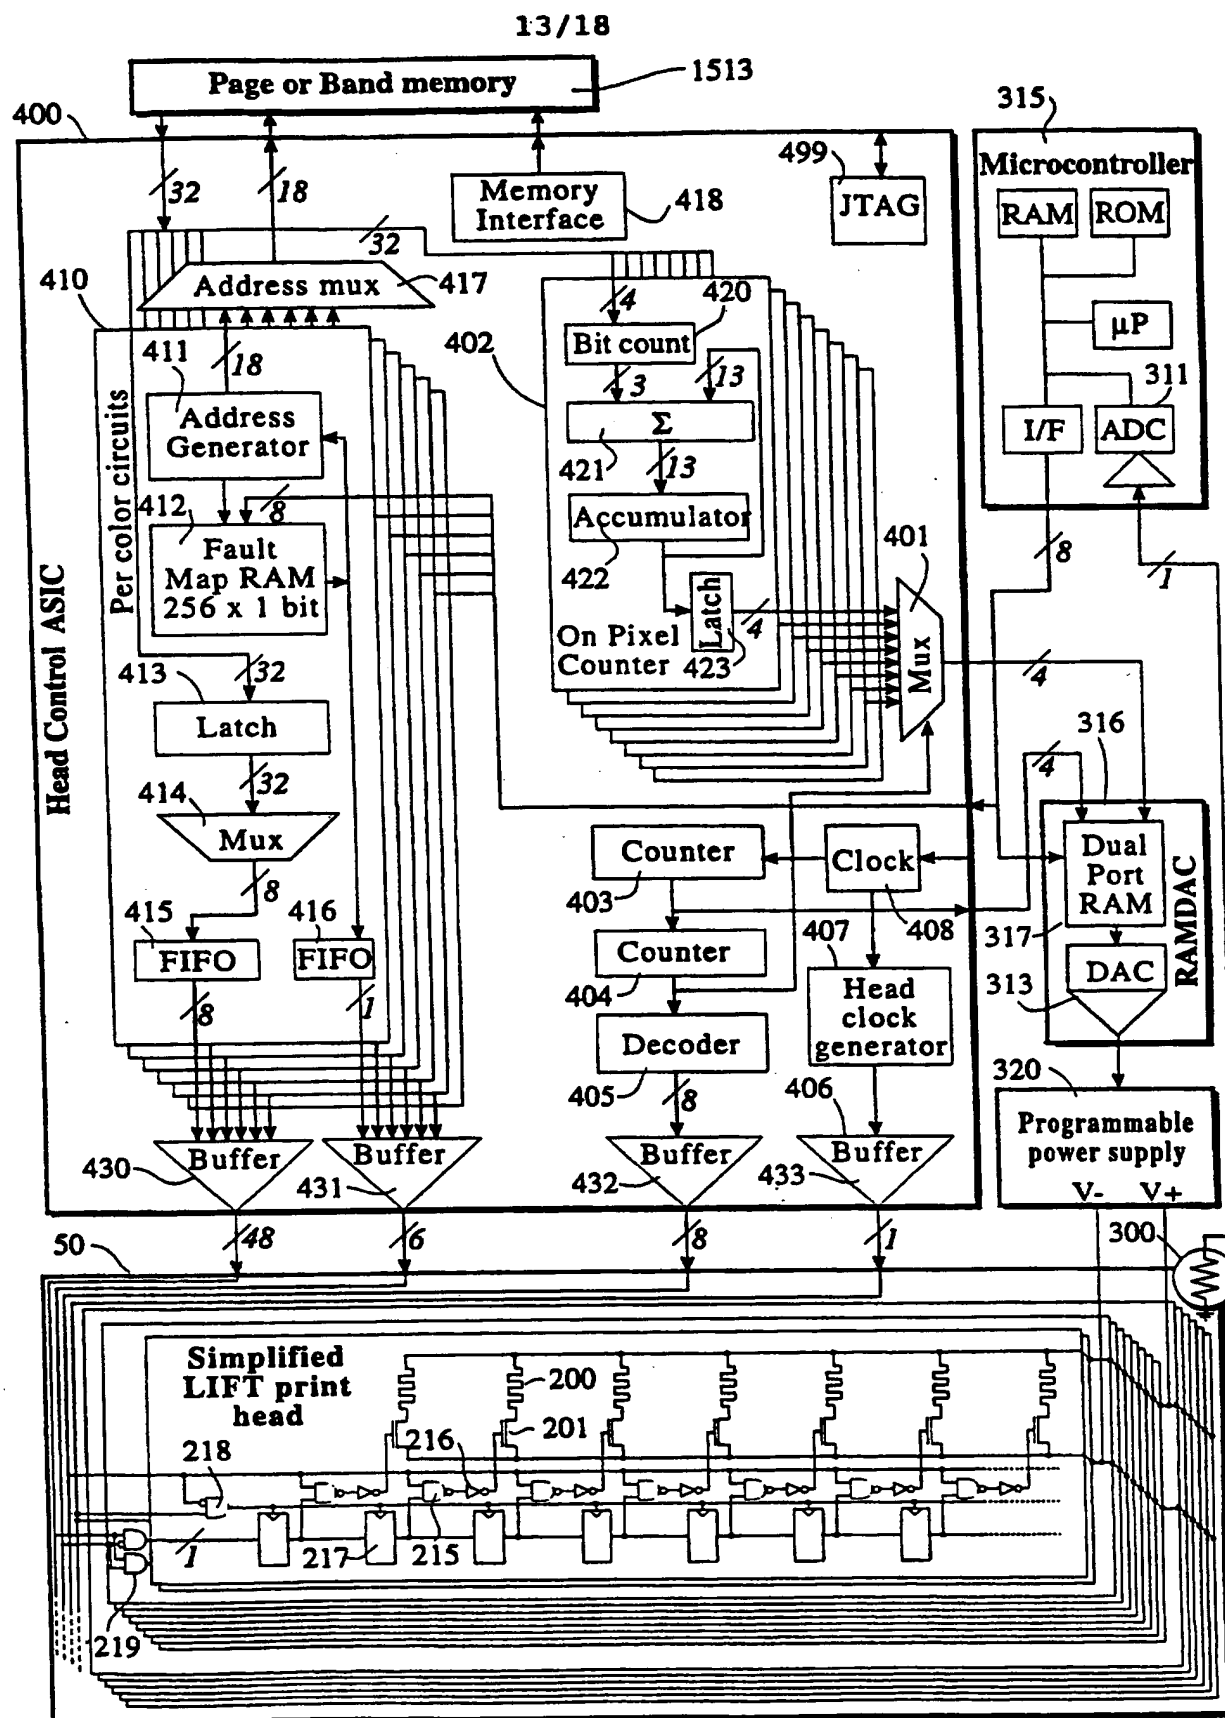 13/18
Page or Band memory
1513
400
32
18
Memory
Interface
418
499
JTAG
315
Microcontroller
RAM
ROM
μP
311
I/F
ADC
8
1
32
410
Address mux
417
Head Control ASIC
Per color circuits
411
18
Address
Generator
412
8
Fault
Map RAM
256 x 1 bit
413
32
Latch
32
414
Mux
8
415
FIFO
416
FIFO
8
1
402
4
420
Bit count
3
13
Σ
421
13
Accumulator
422
Latch
4
On Pixel
Counter
423
401
Mux
4
316
4
Dual
Port
RAM
317
RAMDAC
DAC
313
Counter
403
Clock
408
Counter
404
407
Head
clock
generator
Decoder
405
8
406
320
Programmable
power supply
V-
V+
Buffer
430
Buffer
431
Buffer
432
Buffer
433
48
6
8
1
50
300
Simplified
LIFT print
head
200
201
216
218
1
217
215
219